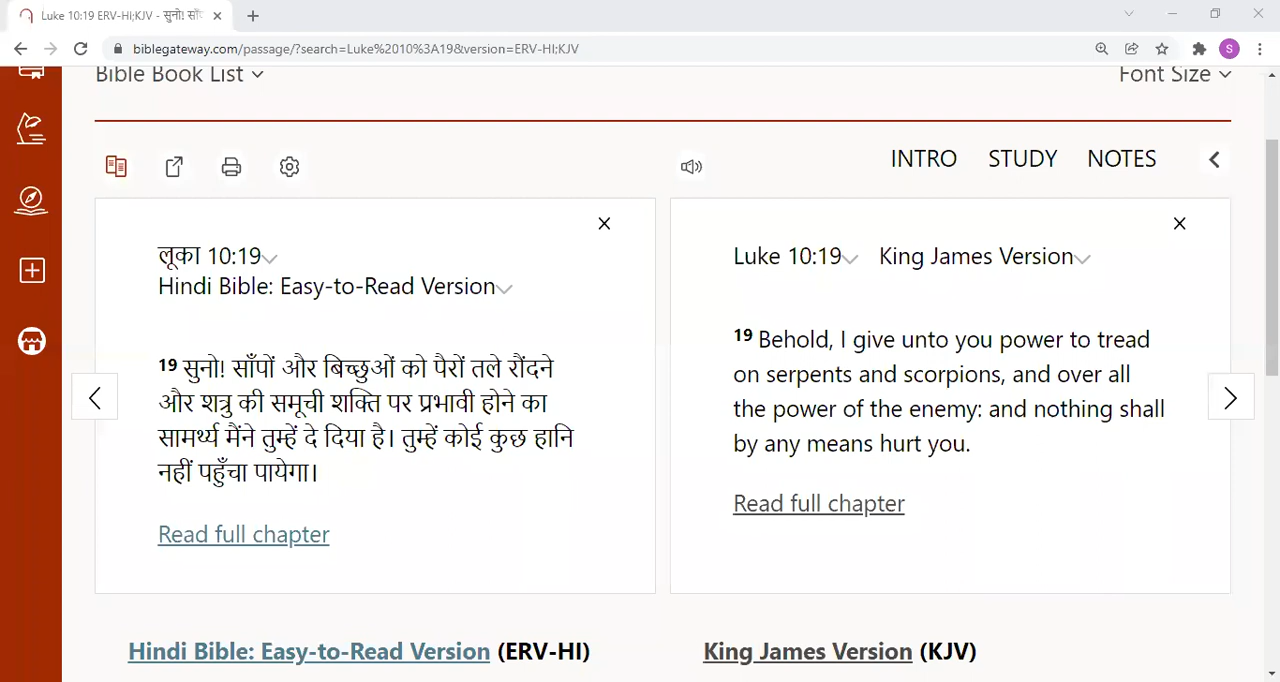 Luke 10:19 ERV-HI;KJV - सुनो! साँपों
biblegateway.com/passage/?search=Luke%2010%3A19&version=ERV-HI;KJV
S
Bible Book List
Font Size
INTRO STUDY NOTES
लूका 10:19
Hindi Bible: Easy-to-Read Version
19 सुनो! साँपों और बिच्छुओं को पैरों तले रौंदने
और शत्रु की समूची शक्ति पर प्रभावी होने का
सामर्थ्य मैंने तुम्हें दे दिया है। तुम्हें कोई कुछ हानि
नहीं पहुँचा पायेगा।
Read full chapter
Luke 10:19 King James Version
19 Behold, I give unto you power to tread
on serpents and scorpions, and over all
the power of the enemy: and nothing shall
by any means hurt you.
Read full chapter
Hindi Bible: Easy-to-Read Version (ERV-HI)
King James Version (KJV)